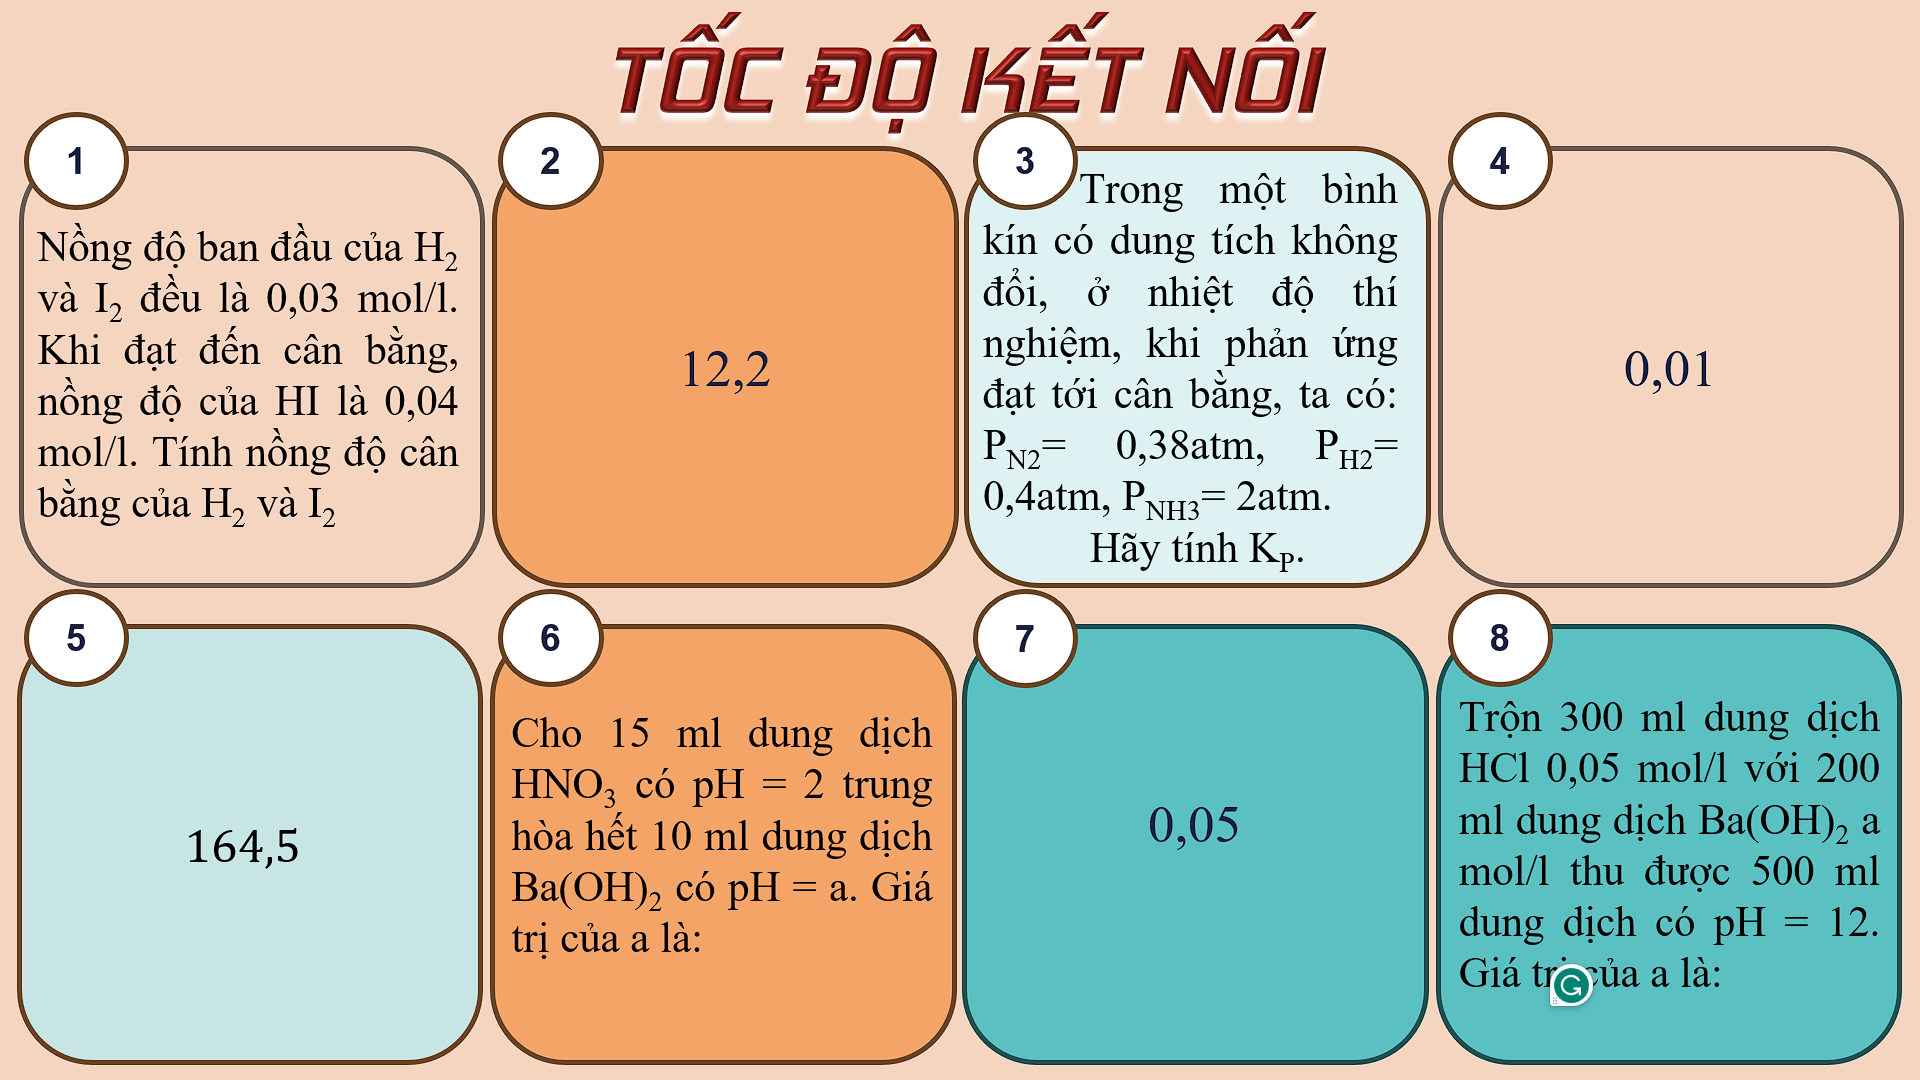 TỐC ĐỘ KẾT NỐI
1
Nồng độ ban đầu của H₂
và I₂ đều là 0,03 mol/l.
Khi đạt đến cân bằng,
nồng độ của HI là 0,04
mol/l. Tính nồng độ cân
bằng của H₂ và I₂
2
12,2
3
Trong một bình
kín có dung tích không
đổi, ở nhiệt độ thí
nghiệm, khi phản ứng
đạt tới cân bằng, ta có:
P_N2= 0,38atm, P_H2=
0,4atm, P_NH3= 2atm.
Hãy tính K_P.
4
0,01
5
164,5
6
Cho 15 ml dung dịch
HNO₃ có pH = 2 trung
hòa hết 10 ml dung dịch
Ba(OH)₂ có pH = a. Giá
trị của a là:
7
0,05
8
Trộn 300 ml dung dịch
HCl 0,05 mol/l với 200
ml dung dịch Ba(OH)₂ a
mol/l thu được 500 ml
dung dịch có pH = 12.
Giá trị của a là: